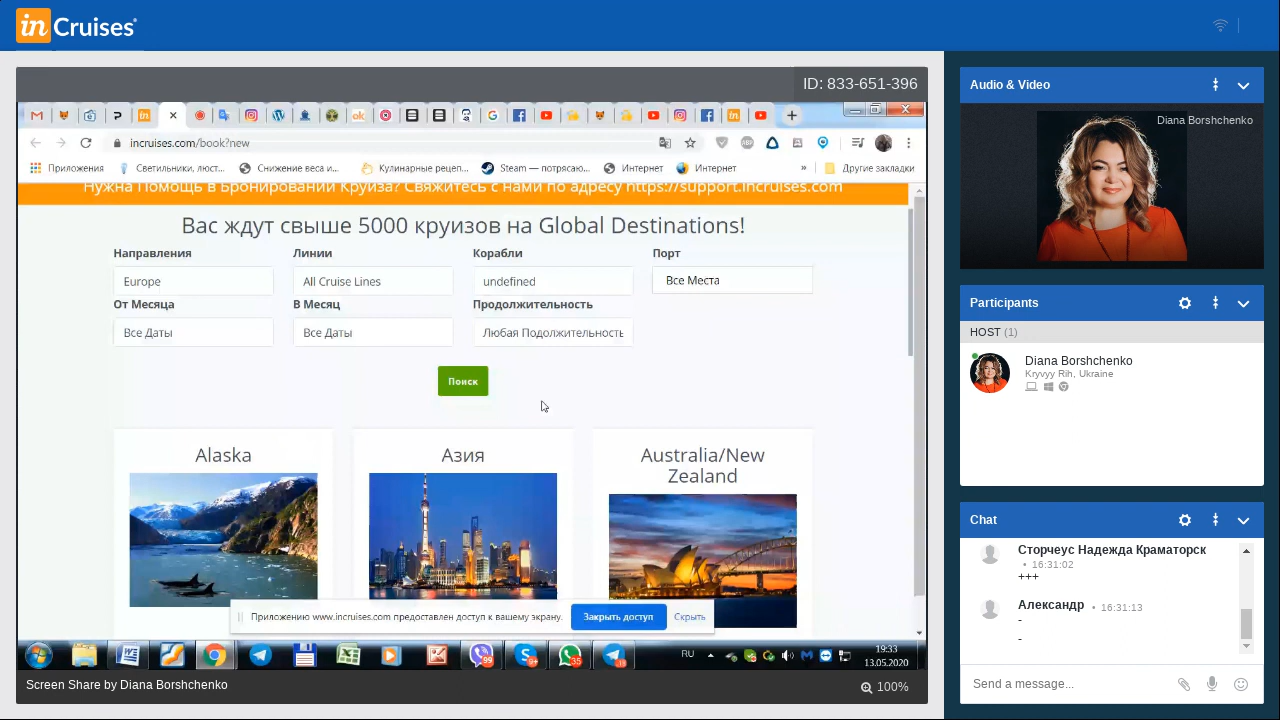 in Cruises
ID: 833-651-396
incruises.com/book?new
Приложения
Светильники, люст...
Снижение веса и...
Кулинарные рецеп...
Steam — потрясаю...
Интернет
Интернет
»
Другие закладки
Нужна Помощь в Бронировании Круиза? Свяжитесь с нами по адресу https://support.incruises.com
Вас ждут свыше 5000 круизов на Global Destinations!
Направления
Линии
Корабли
Порт
Europe
All Cruise Lines
undefined
Все Места
От Месяца
В Месяц
Продолжительность
Все Даты
Все Даты
Любая Подолжительность
Поиск
Alaska
Азия
Australia/New
Zealand
Приложению www.incruises.com предоставлен доступ к вашему экрану.
Закрыть доступ
Скрыть
RU
19:33
13.05.2020
Screen Share by Diana Borshchenko
100%
Audio & Video
Diana Borshchenko
Participants
HOST (1)
Diana Borshchenko
Kryvyy Rih, Ukraine
Chat
Сторчеус Надежда Краматорск
• 16:31:02
+++
Александр • 16:31:13
-
-
Send a message...